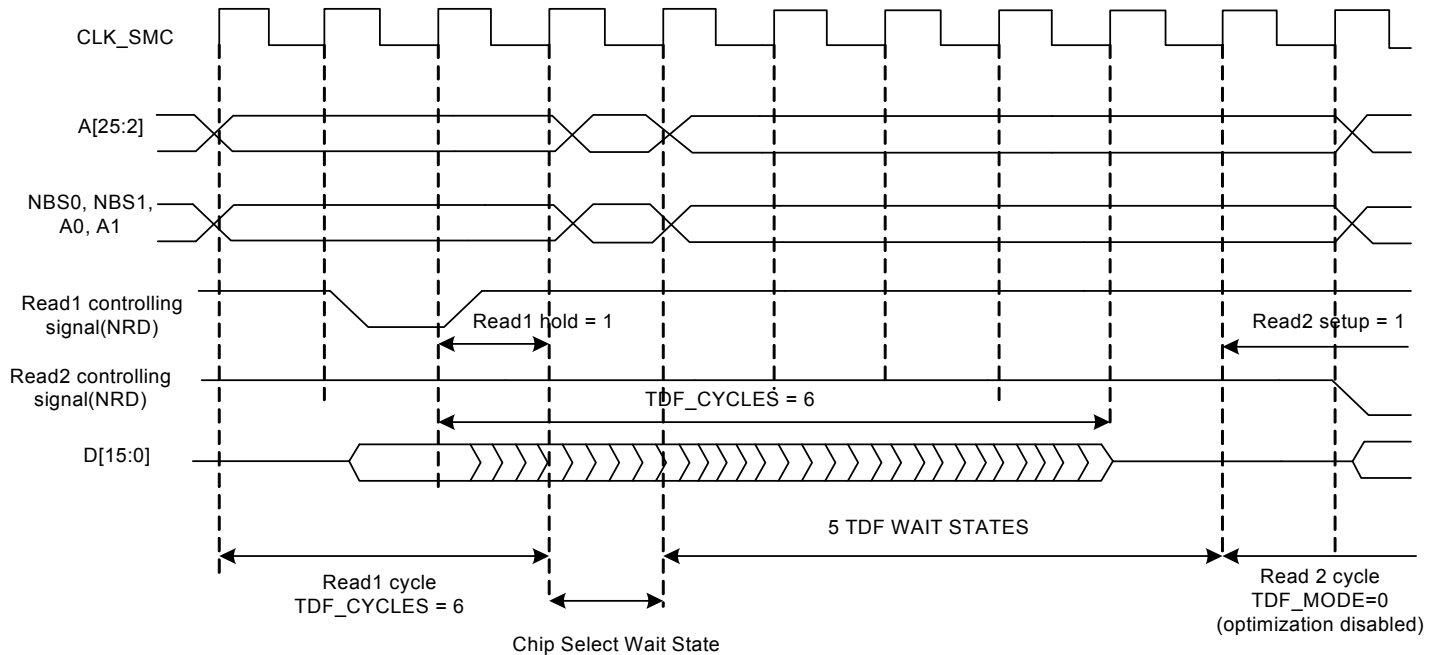 CLK_SMC
A[25:2]
NBS0, NBS1,
A0, A1
Read1 controlling
signal(NRD)
Read1 hold = 1
Read2 setup = 1
Read2 controlling
signal(NRD)
TDF_CYCLES = 6
D[15:0]
5 TDF WAIT STATES
Read1 cycle
TDF_CYCLES = 6
Chip Select Wait State
Read 2 cycle
TDF_MODE=0
(optimization disabled)